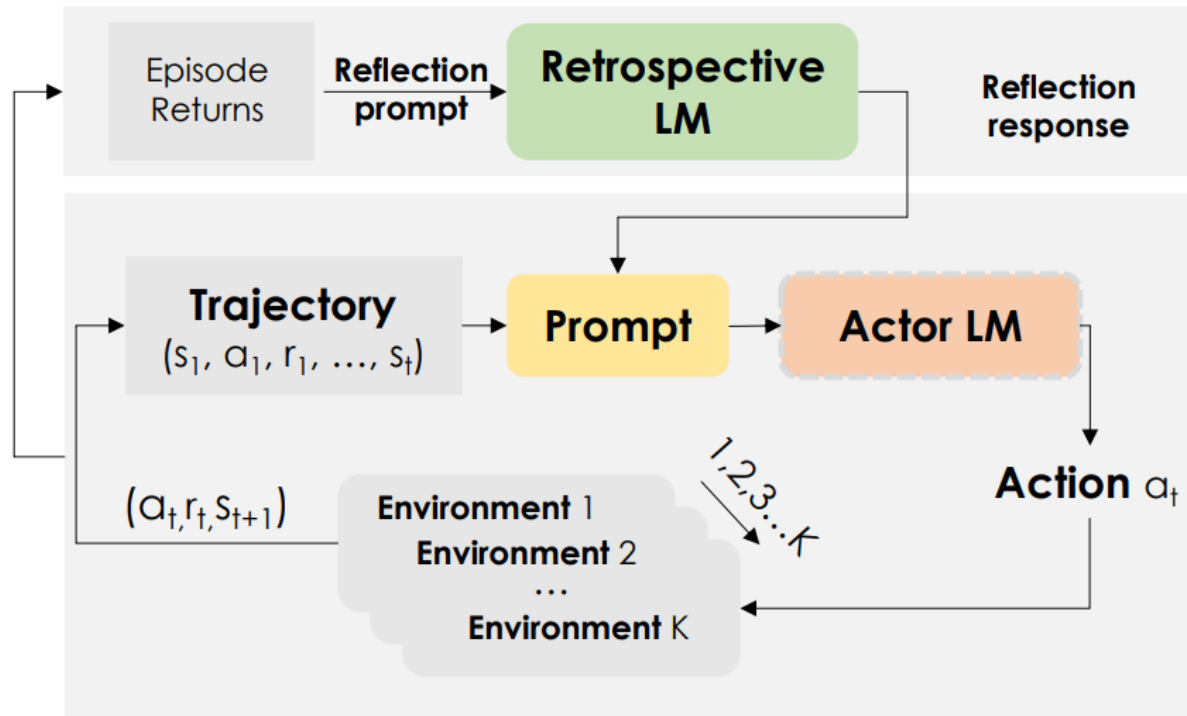 Episode
Returns
Reflection
prompt
Retrospective
LM
Reflection
response
Trajectory
(s₁, a₁, r₁, ..., sₜ)
Prompt
Actor LM
Action aₜ
1,2,3...K
Environment 1
Environment 2
...
Environment K
(aₜ,rₜ,sₜ₊₁)